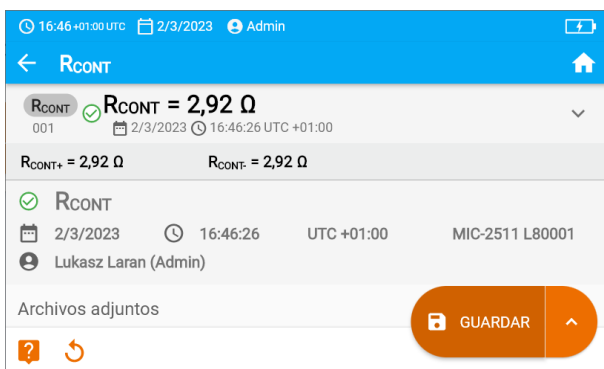 16:46 +01:00 UTC 2/3/2023 Admin
RCONT
RCONT RCONT = 2,92 Ω
001 2/3/2023 16:46:26 UTC +01:00
RCONT+ = 2,92 Ω RCONT- = 2,92 Ω
RCONT
2/3/2023 16:46:26 UTC +01:00 MIC-2511 L80001
Lukasz Laran (Admin)
Archivos adjuntos
GUARDAR